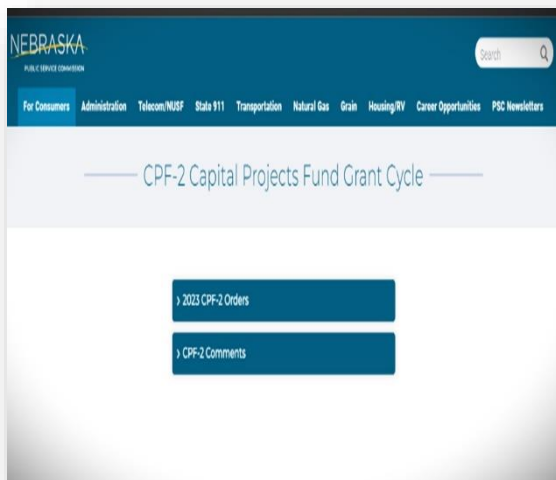 NEBRASKA
PUBLIC SERVICE COMMISSION
Search
For Consumers Administration Telecom/NUSF State 911 Transportation Natural Gas Grain Housing/RV Career Opportunities PSC Newsletters
CPF-2 Capital Projects Fund Grant Cycle
› 2023 CPF-2 Orders
› CPF-2 Comments